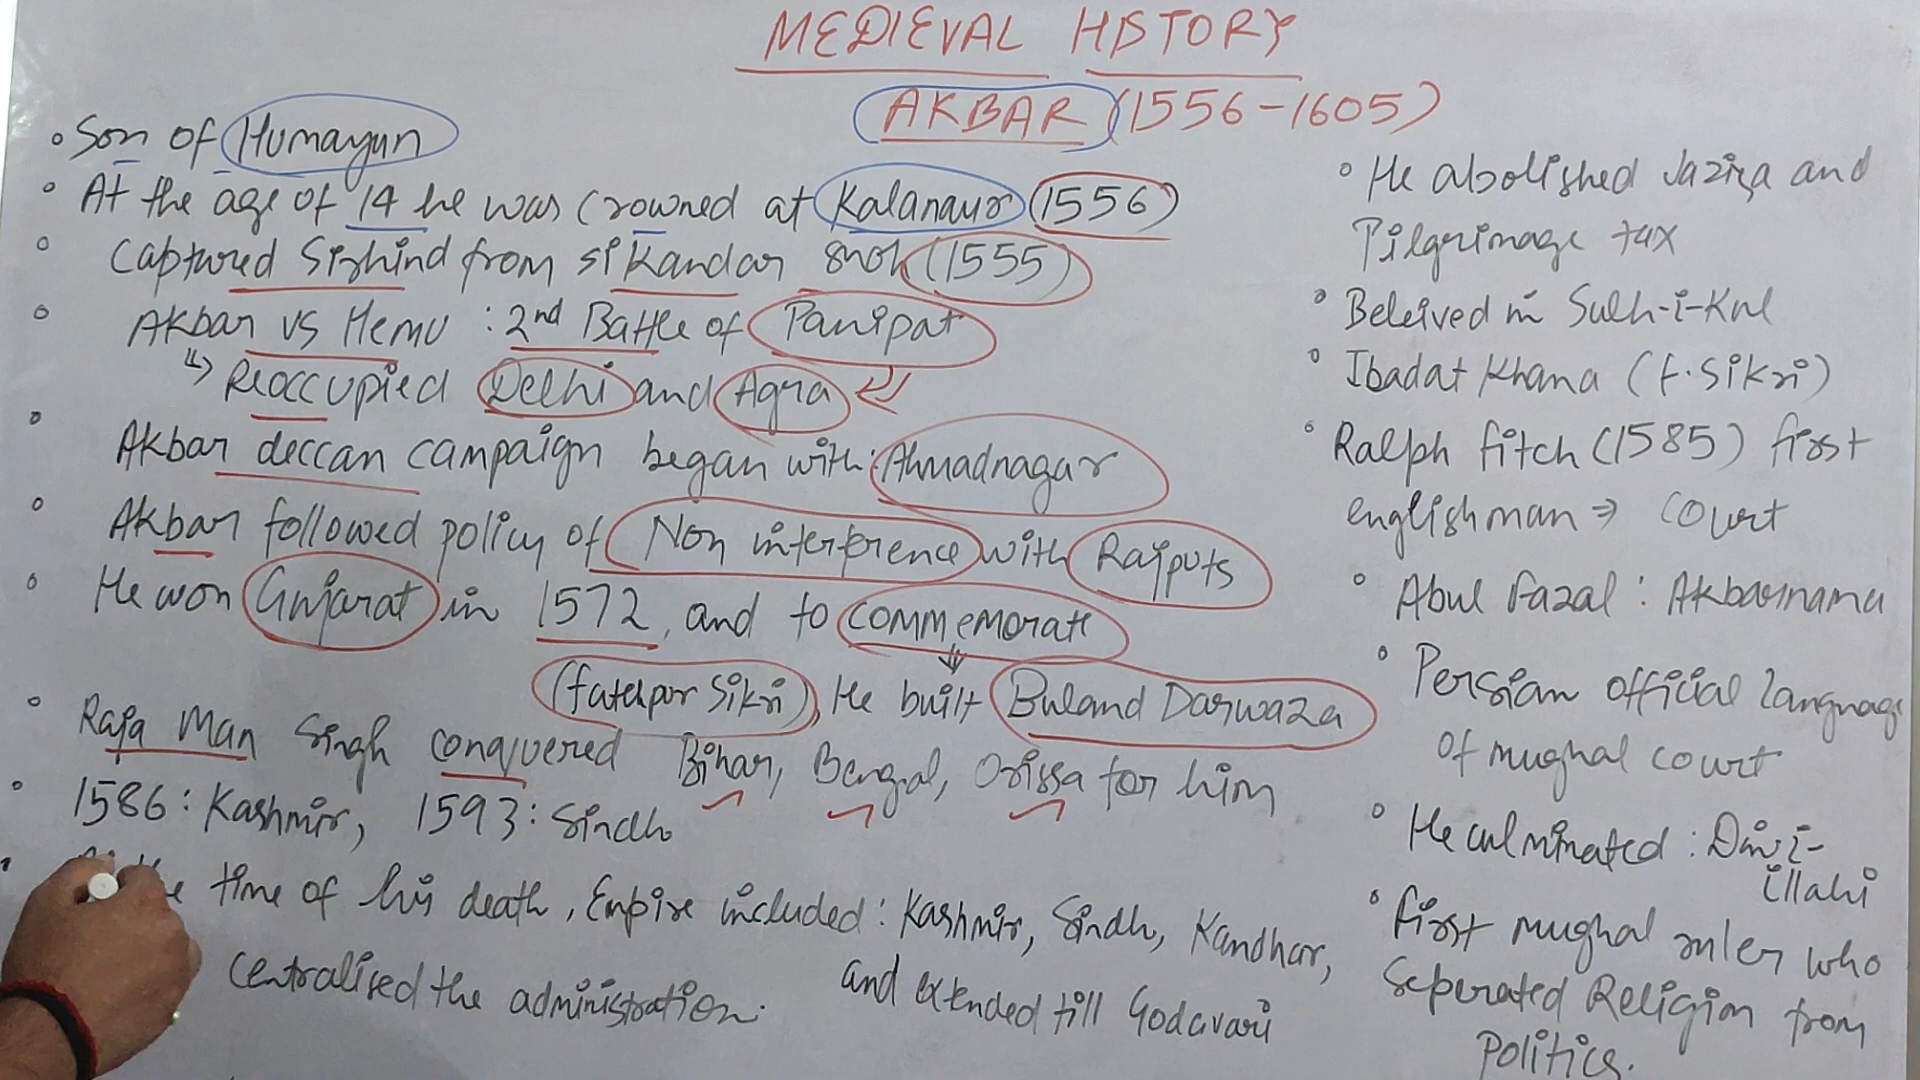 MEDIEVAL HISTORY
AKBAR (1556-1605)
• Son of Humayun
• At the age of 14 he was crowned at Kalanaur (1556)
• Captured Sirhind from Sikandar (1555)
• Akbar vs Hemu : 2nd Battle of Panipat
↳ Reoccupied Delhi and Agra
• Akbar deccan campaign began with: Ahmadnagar
• Akbar followed policy of Non interference with Rajputs
• He won Gujarat in 1572, and to commemorate
(fatehpur Sikri), He built Buland Darwaza
• Raja Man Singh conquered Bihar, Bengal, Orissa for him
• 1586: Kashmir, 1593: Sindh
time of his death, Empire included: Kashmir, Sindh, Kandhar,
and extended till Godavari
Centralised the administration.
• He abolished Jaziya and
Pilgrimage tax
• Beleived in Sulh-i-Kul
• Ibadat Khana (f. Sikri)
• Ralph fitch (1585) first
englishman ⇒ court
• Abul Fazal : Akbarnama
• Persian official language
of mughal court
• He culminated : Din-i-
illahi
• first mughal ruler who
seperated Religion from
Politics.